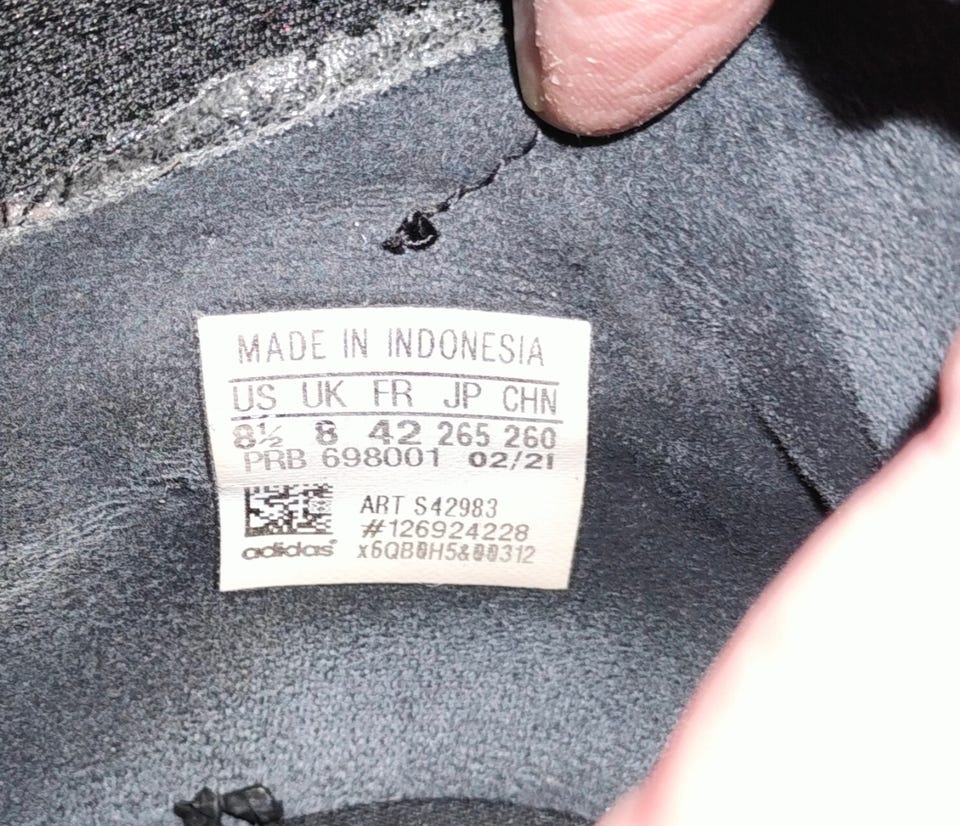 MADE IN INDONESIA
US UK FR JP CHN
8½ 8 42 265 260
PRB 698001 02/21
ART S42983
#126924228
adidas x6QB0H5&00312